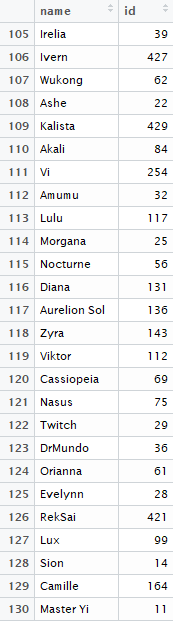 name id
105 Irelia 39
106 Ivern 427
107 Wukong 62
108 Ashe 22
109 Kalista 429
110 Akali 84
111 Vi 254
112 Amumu 32
113 Lulu 117
114 Morgana 25
115 Nocturne 56
116 Diana 131
117 Aurelion Sol 136
118 Zyra 143
119 Viktor 112
120 Cassiopeia 69
121 Nasus 75
122 Twitch 29
123 DrMundo 36
124 Orianna 61
125 Evelynn 28
126 RekSai 421
127 Lux 99
128 Sion 14
129 Camille 164
130 Master Yi 11